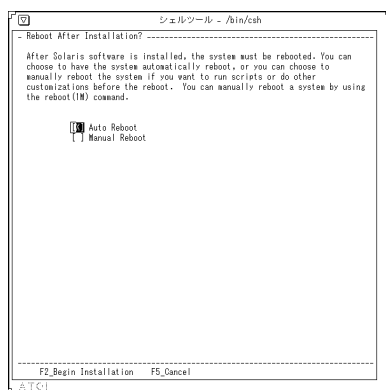 シェルツール - /bin/csh
- Reboot After Installation? -
After Solaris software is installed, the system must be rebooted. You can
choose to have the system automatically reboot, or you can choose to
manually reboot the system if you want to run scripts or do other
customizations before the reboot.  You can manually reboot a system by using
the reboot(1M) command.
[X] Auto Reboot
[ ] Manual Reboot
F2_Begin Installation    F5_Cancel